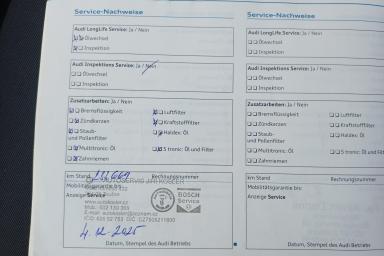 Service-Nachweise
Audi LongLife Service: Ja / Nein
Ölwechsel
Inspektion
Audi Inspektions Service: Ja / Nein
Ölwechsel
Inspektion
Zusatzarbeiten: Ja / Nein
Bremsflüssigkeit
Luftfilter
Zündkerzen
Kraftstofffilter
Staub- und Pollenfilter
Haldex: Öl
Multitronic: Öl
S tronic: Öl und Filter
Zahnriemen
km Stand
Rechnungsnummer
AUTOSERVIS JIŘÍ KOSLER
Mobilitätsgarantie bis:
Anzeige Service
BOSCH
Service
4.12.2025
Datum, Stempel des Audi Betriebs
Service-Nachweise
Audi LongLife Service: Ja / Nein
Ölwechsel
Inspektion
Audi Inspektions Service: Ja / Nein
Ölwechsel
Inspektion
Zusatzarbeiten: Ja / Nein
Bremsflüssigkeit
Luftfilter
Zündkerzen
Kraftstofffilter
Staub- und Pollenfilter
Haldex: Öl
Multitronic: Öl
S tronic: Öl und Filter
Zahnriemen
km Stand
Rechnungsnummer
Mobilitätsgarantie bis:
Anzeige Service
Datum, Stempel des Audi Betriebs